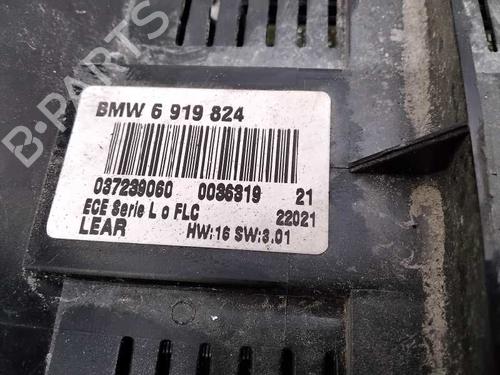 B-PARTS
BMW 6 919 824
037239060 0036319 21
ECE Serie L o FLC 22021
LEAR HW:16 SW:3.01